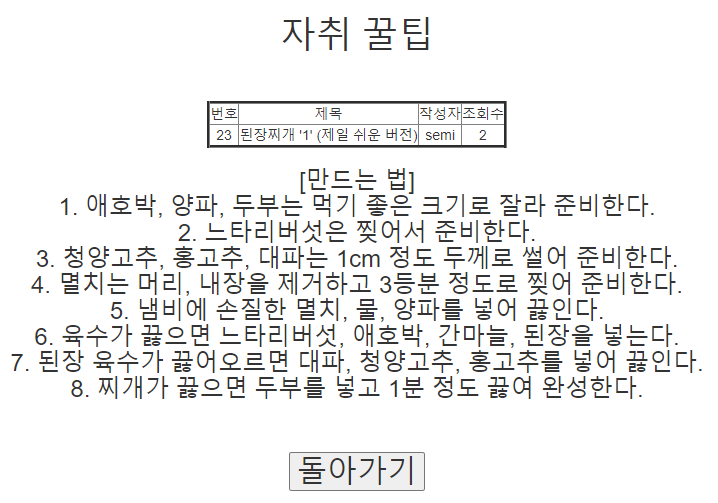 자취 꿀팁
번호 제목 작성자 조회수
23 된장찌개 '1' (제일 쉬운 버전) semi 2
[만드는 법]
1. 애호박, 양파, 두부는 먹기 좋은 크기로 잘라 준비한다.
2. 느타리버섯은 찢어서 준비한다.
3. 청양고추, 홍고추, 대파는 1cm 정도 두께로 썰어 준비한다.
4. 멸치는 머리, 내장을 제거하고 3등분 정도로 찢어 준비한다.
5. 냄비에 손질한 멸치, 물, 양파를 넣어 끓인다.
6. 육수가 끓으면 느타리버섯, 애호박, 간마늘, 된장을 넣는다.
7. 된장 육수가 끓어오르면 대파, 청양고추, 홍고추를 넣어 끓인다.
8. 찌개가 끓으면 두부를 넣고 1분 정도 끓여 완성한다.
돌아가기